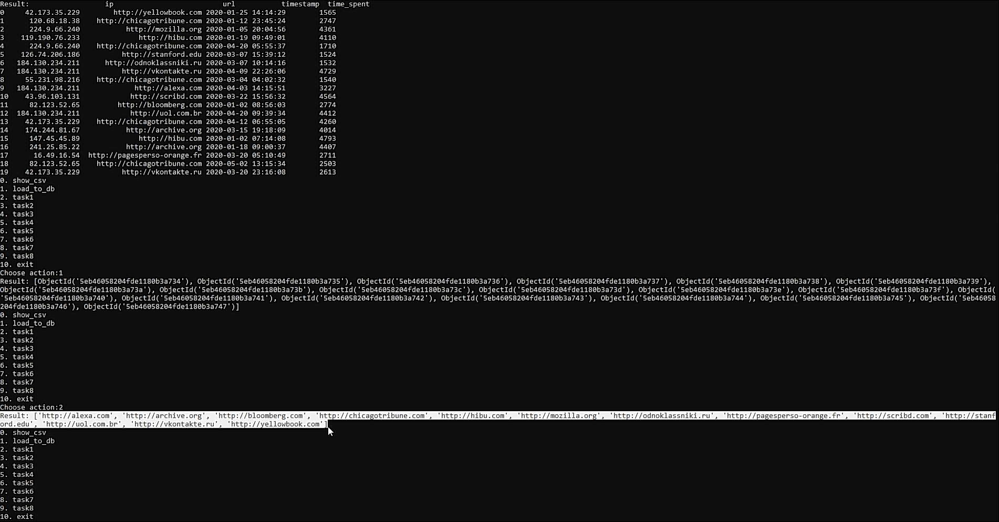 Result:                  ip                          url           timestamp  time_spent
0     42.173.35.229        http://yellowbook.com 2020-01-25 14:14:29        1565
1     120.68.18.38    http://chicagotribune.com 2020-01-12 23:45:24        2747
2      224.9.66.240           http://mozilla.org 2020-01-05 20:04:56        4361
3    119.190.76.233              http://hibu.com 2020-01-19 09:49:01        4110
4      224.9.66.240    http://chicagotribune.com 2020-04-20 05:55:37        1710
5    126.74.206.186          http://stanford.edu 2020-03-07 15:39:12        1524
6   184.130.234.211      http://odnoklassniki.ru 2020-03-07 10:14:16        1532
7   184.130.234.211          http://vkontakte.ru 2020-04-09 22:26:06        4729
8     55.231.98.216    http://chicagotribune.com 2020-03-04 04:02:32        1540
9   184.130.234.211             http://alexa.com 2020-04-03 14:15:51        3227
10    43.96.103.131            http://scribd.com 2020-03-22 15:56:32        4564
11     82.123.52.65         http://bloomberg.com 2020-01-02 08:56:03        2774
12  184.130.234.211            http://uol.com.br 2020-04-20 09:39:34        4412
13    42.173.35.229    http://chicagotribune.com 2020-04-12 06:55:05        4260
14    174.244.81.67           http://archive.org 2020-03-15 19:18:09        4014
15     147.45.45.89              http://hibu.com 2020-01-02 07:14:08        4793
16     241.25.85.22           http://archive.org 2020-01-18 09:00:37        4407
17      16.49.16.54  http://pagesperso-orange.fr 2020-03-20 05:10:49        2711
18     82.123.52.65    http://chicagotribune.com 2020-05-02 13:15:34        2503
19    42.173.35.229          http://vkontakte.ru 2020-03-20 23:16:08        2613
0. show_csv
1. load_to_db
2. task1
3. task2
4. task3
5. task4
6. task5
7. task6
8. task7
9. task8
10. exit
Choose action:1
Result: [ObjectId('5eb46058204fde1180b3a734'), ObjectId('5eb46058204fde1180b3a735'), ObjectId('5eb46058204fde1180b3a736'), ObjectId('5eb46058204fde1180b3a737'), ObjectId('5eb46058204fde1180b3a738'), ObjectId('5eb46058204fde1180b3a739'),
ObjectId('5eb46058204fde1180b3a73a'), ObjectId('5eb46058204fde1180b3a73b'), ObjectId('5eb46058204fde1180b3a73c'), ObjectId('5eb46058204fde1180b3a73d'), ObjectId('5eb46058204fde1180b3a73e'), ObjectId('5eb46058204fde1180b3a73f'), ObjectId(
'5eb46058204fde1180b3a740'), ObjectId('5eb46058204fde1180b3a741'), ObjectId('5eb46058204fde1180b3a742'), ObjectId('5eb46058204fde1180b3a743'), ObjectId('5eb46058204fde1180b3a744'), ObjectId('5eb46058204fde1180b3a745'), ObjectId('5eb46058
204fde1180b3a746'), ObjectId('5eb46058204fde1180b3a747')]
0. show_csv
1. load_to_db
2. task1
3. task2
4. task3
5. task4
6. task5
7. task6
8. task7
9. task8
10. exit
Choose action:2
Result: ['http://alexa.com', 'http://archive.org', 'http://bloomberg.com', 'http://chicagotribune.com', 'http://hibu.com', 'http://mozilla.org', 'http://odnoklassniki.ru', 'http://pagesperso-orange.fr', 'http://scribd.com', 'http://stanf
ord.edu', 'http://uol.com.br', 'http://vkontakte.ru', 'http://yellowbook.com']
0. show_csv
1. load_to_db
2. task1
3. task2
4. task3
5. task4
6. task5
7. task6
8. task7
9. task8
10. exit